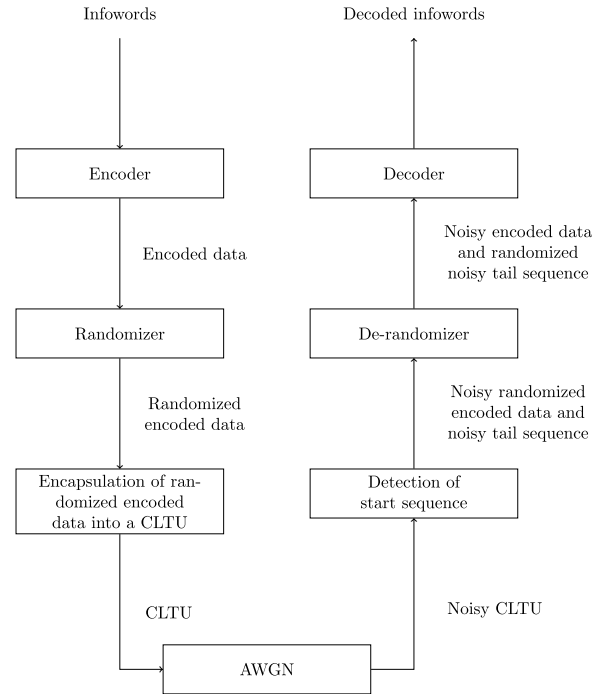 Infowords
Decoded infowords
Encoder
Decoder
Encoded data
Noisy encoded data
and randomized
noisy tail sequence
Randomizer
De-randomizer
Randomized
encoded data
Noisy randomized
encoded data and
noisy tail sequence
Encapsulation of ran-
domized encoded
data into a CLTU
Detection of
start sequence
CLTU
Noisy CLTU
AWGN